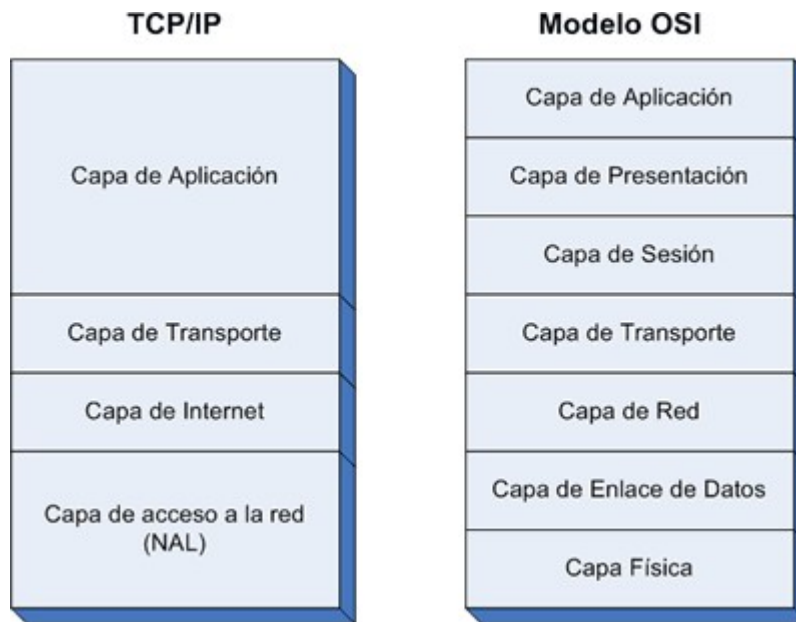 TCP/IP
Capa de Aplicación
Capa de Transporte
Capa de Internet
Capa de acceso a la red
(NAL)
Modelo OSI
Capa de Aplicación
Capa de Presentación
Capa de Sesión
Capa de Transporte
Capa de Red
Capa de Enlace de Datos
Capa Física